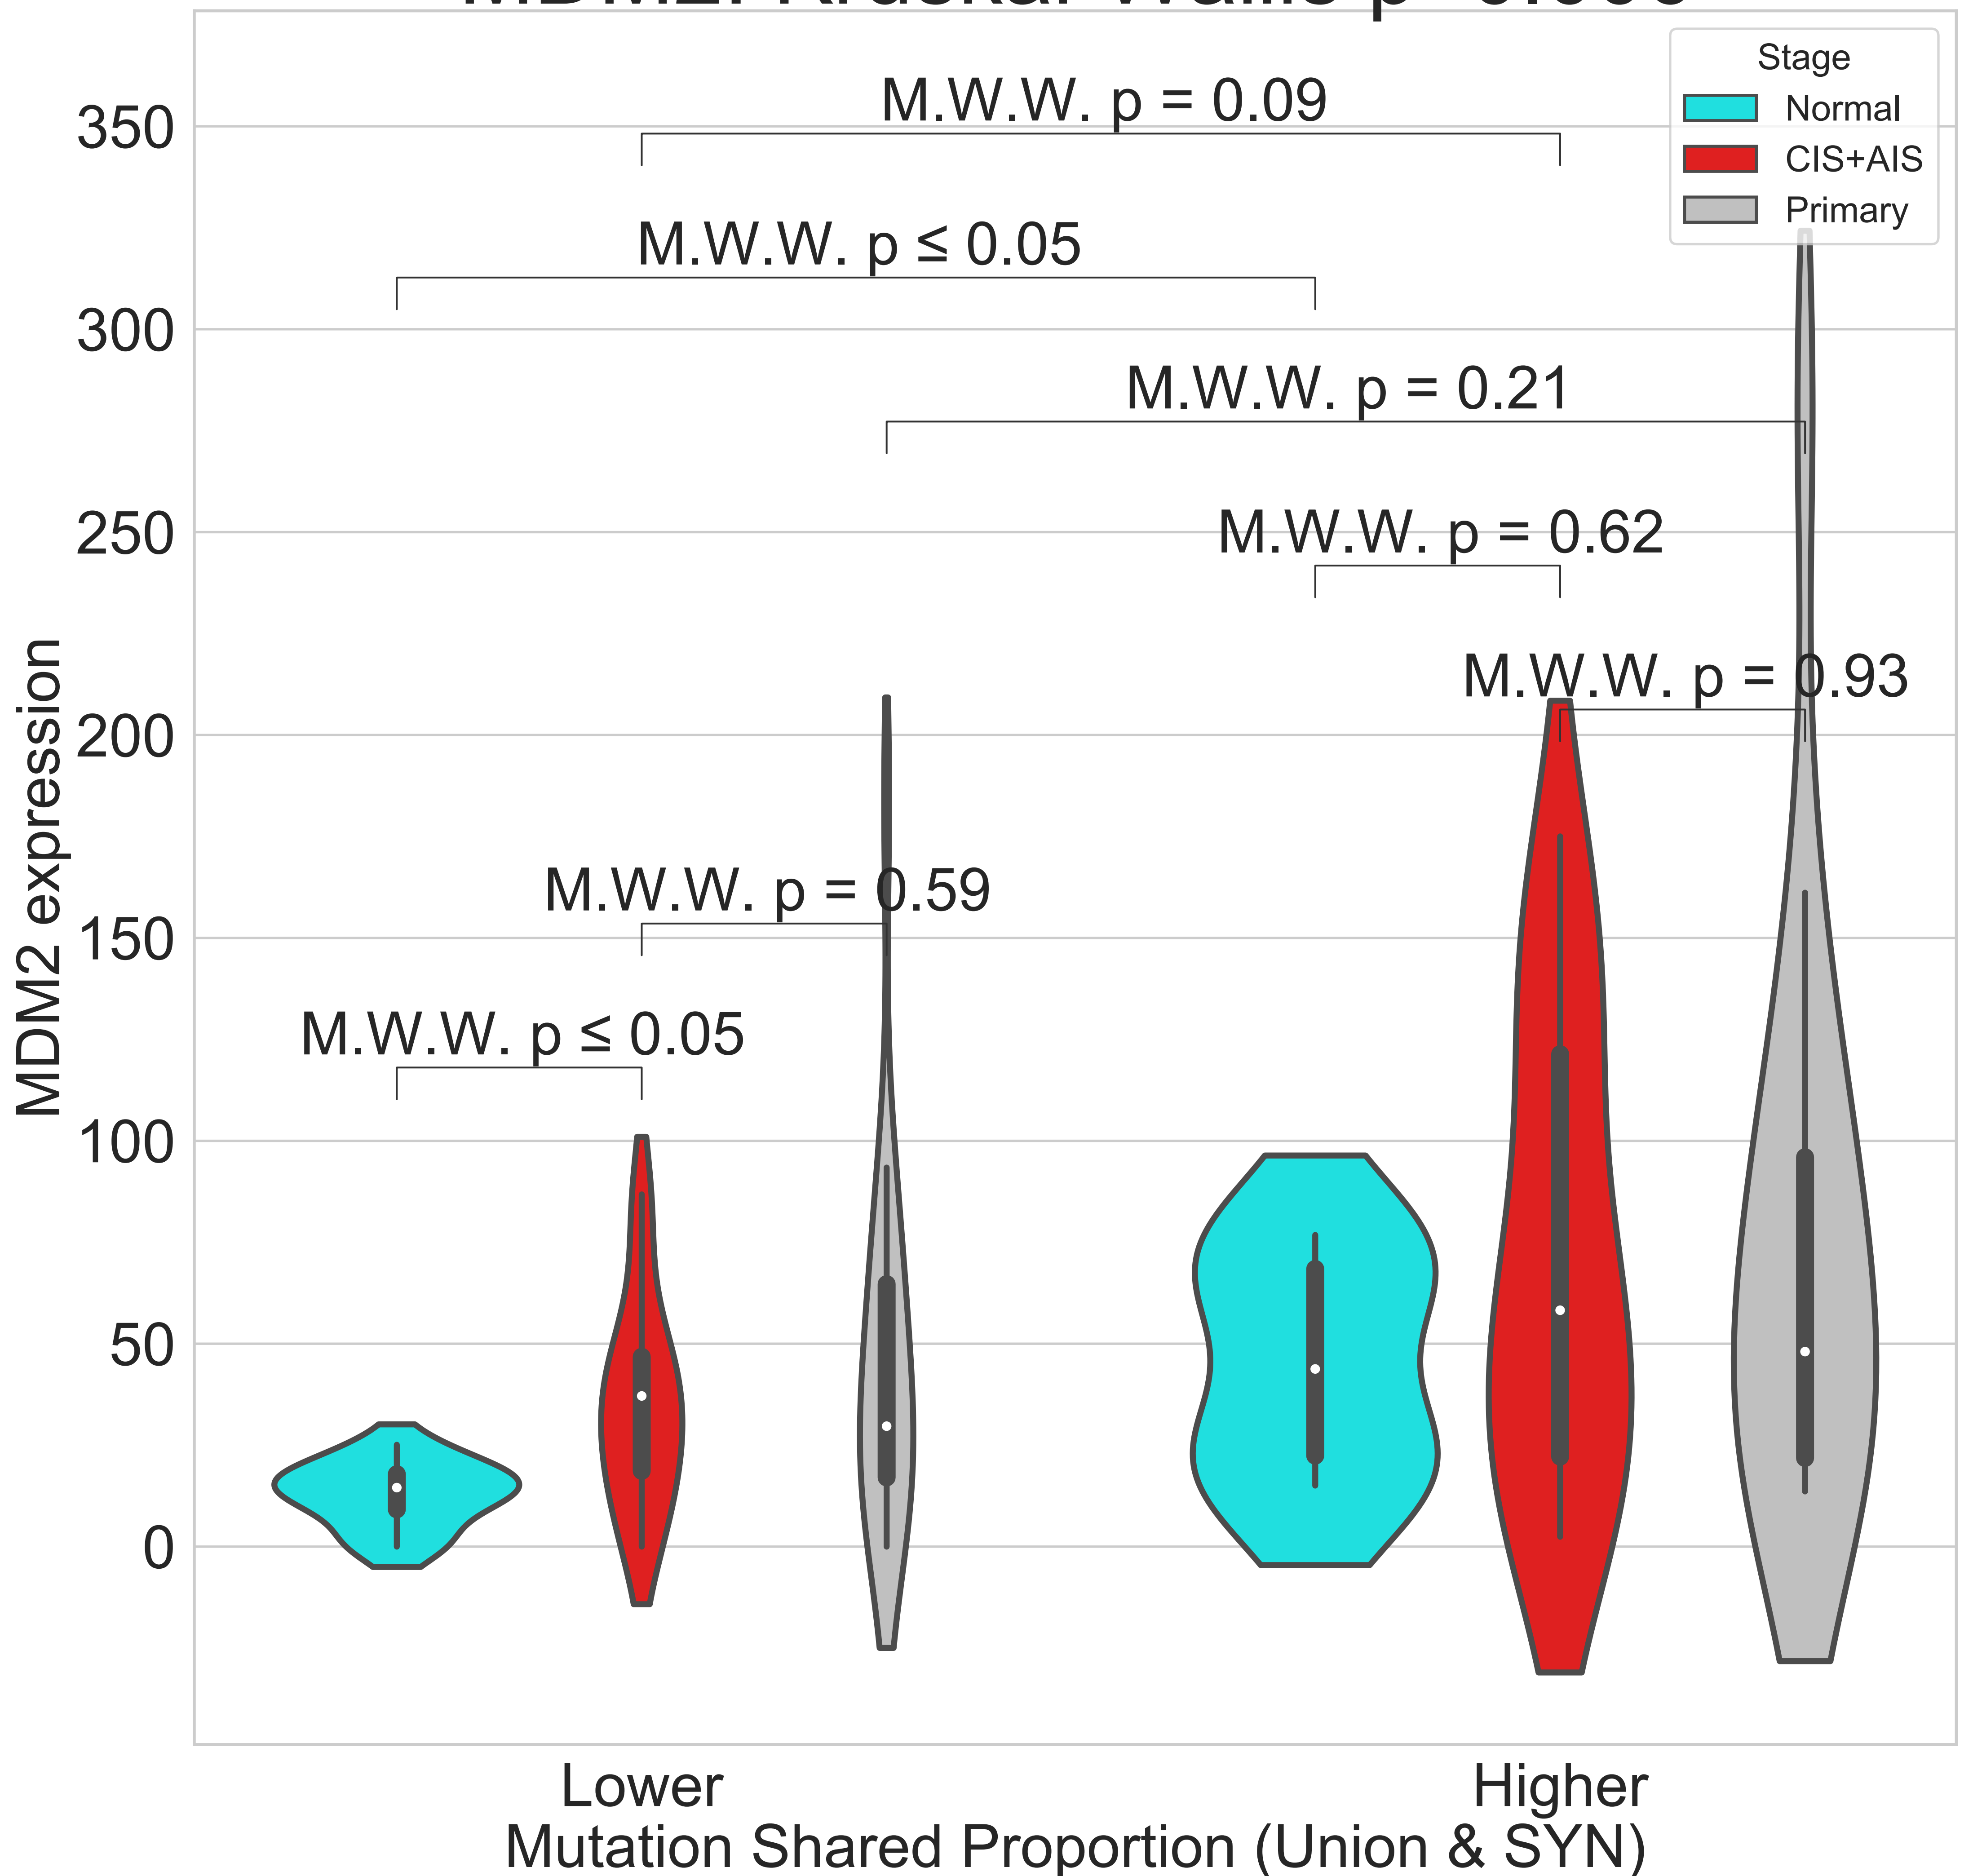 Stage
Normal
CIS+AIS
Primary
M.W.W. p = 0.09
M.W.W. p ≤ 0.05
M.W.W. p = 0.21
M.W.W. p = 0.62
M.W.W. p = 0.93
M.W.W. p = 0.59
M.W.W. p ≤ 0.05
350
300
250
200
150
100
50
0
MDM2 expression
Lower
Higher
Mutation Shared Proportion (Union & SYN)